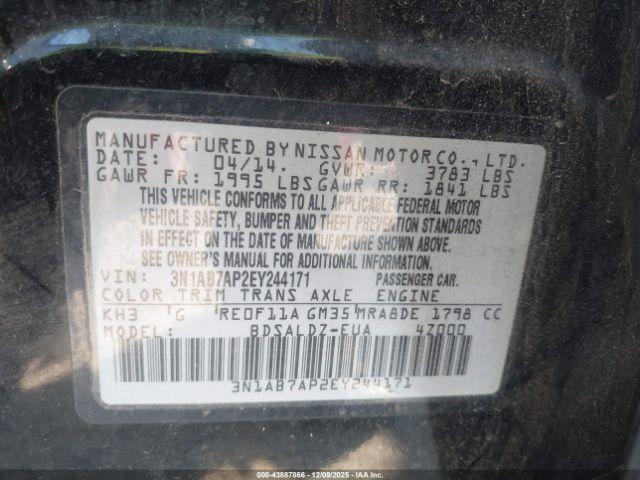 MANUFACTURED BY NISSAN MOTOR CO., LTD.
DATE: 04/14. GVWR: 3783 LBS
GAWR FR: 1995 LBS GAWR RR: 1841 LBS
THIS VEHICLE CONFORMS TO ALL APPLICABLE FEDERAL MOTOR
VEHICLE SAFETY, BUMPER AND THEFT PREVENTION STANDARDS
IN EFFECT ON THE DATE OF MANUFACTURE SHOWN ABOVE.
SEE OWNER'S MANUAL FOR ADDITIONAL INFORMATION.
VIN: 3N1AB7AP2EY244171 PASSENGER CAR.
COLOR TRIM TRANS AXLE ENGINE
KH3 G RE0F11A GM35 MRA8DE 1798 CC
MODEL: BDSALDZ-EUA 4Z000
3N1AB7AP2EY244171
000-43887866 - 12/09/2025 - IAAI.CA